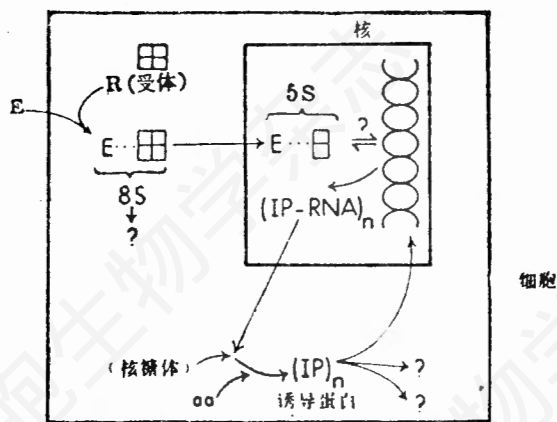 核
R(受体)
5S
E
?
E···
E···
8S
(IP-RNA)n
?
细胞
(核糖体)
(IP)n
?
aa
诱导蛋白
?